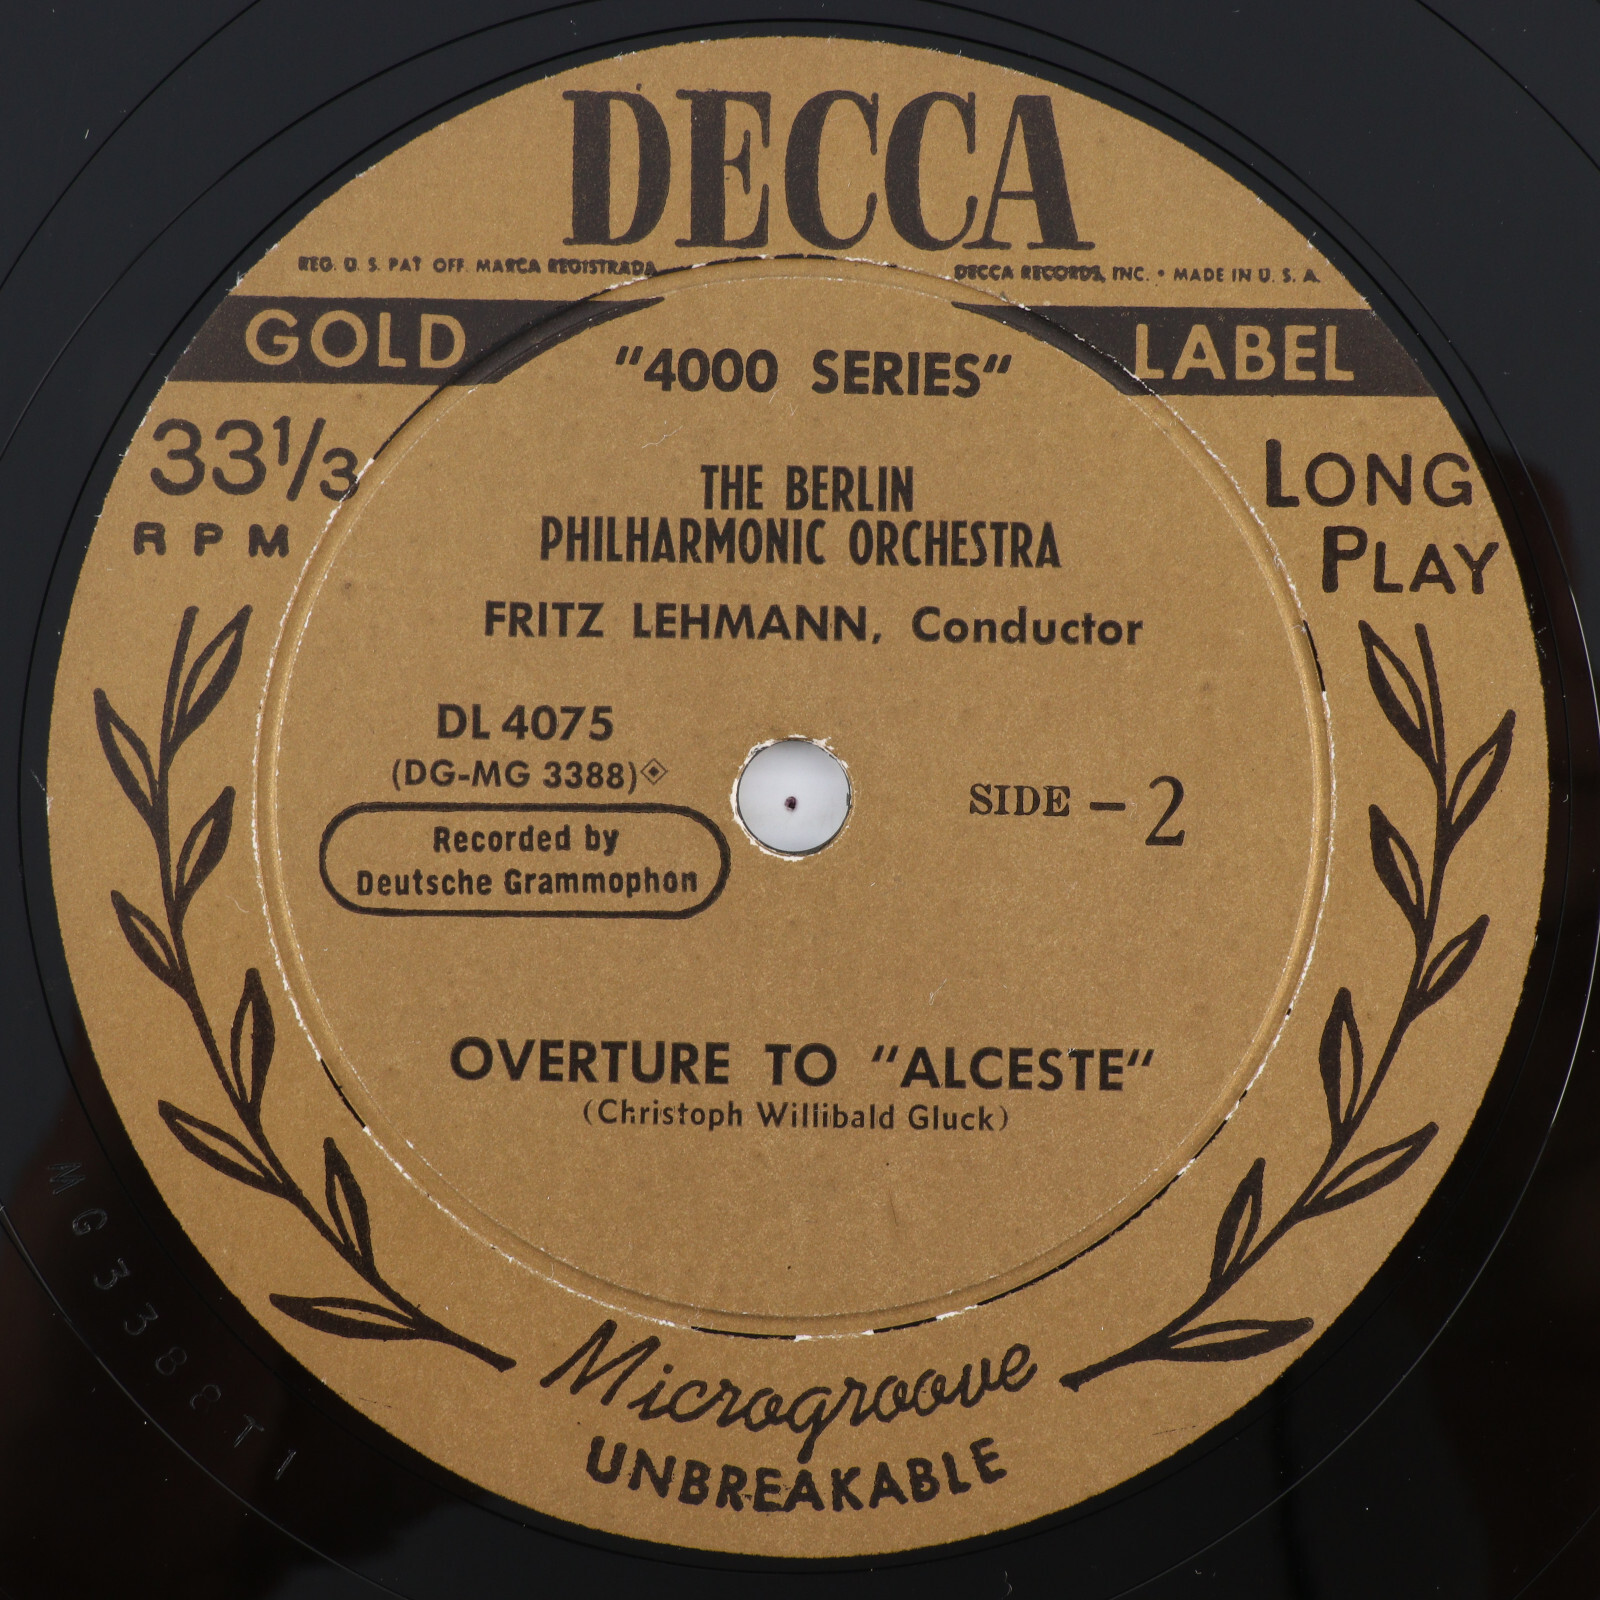 DECCA
REG. U. S. PAT OFF. MARCA REGISTRADA
DECCA RECORDS, INC. • MADE IN U. S. A.
GOLD LABEL
"4000 SERIES"
33⅓
RPM
LONG
PLAY
THE BERLIN
PHILHARMONIC ORCHESTRA
FRITZ LEHMANN, Conductor
DL 4075
(DG-MG 3388)
SIDE - 2
Recorded by
Deutsche Grammophon
OVERTURE TO "ALCESTE"
(Christoph Willibald Gluck)
Microgroove
UNBREAKABLE